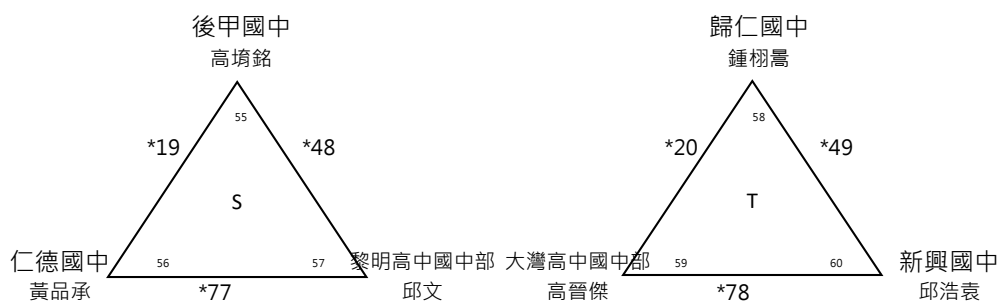 後甲國中
高堉銘
55
*19
*48
S
仁德國中
56
57
黎明高中國中部
黃品承
*77
邱文
歸仁國中
鍾栩暠
58
*20
*49
T
大灣高中國中部
59
60
新興國中
高晉傑
*78
邱浩袁